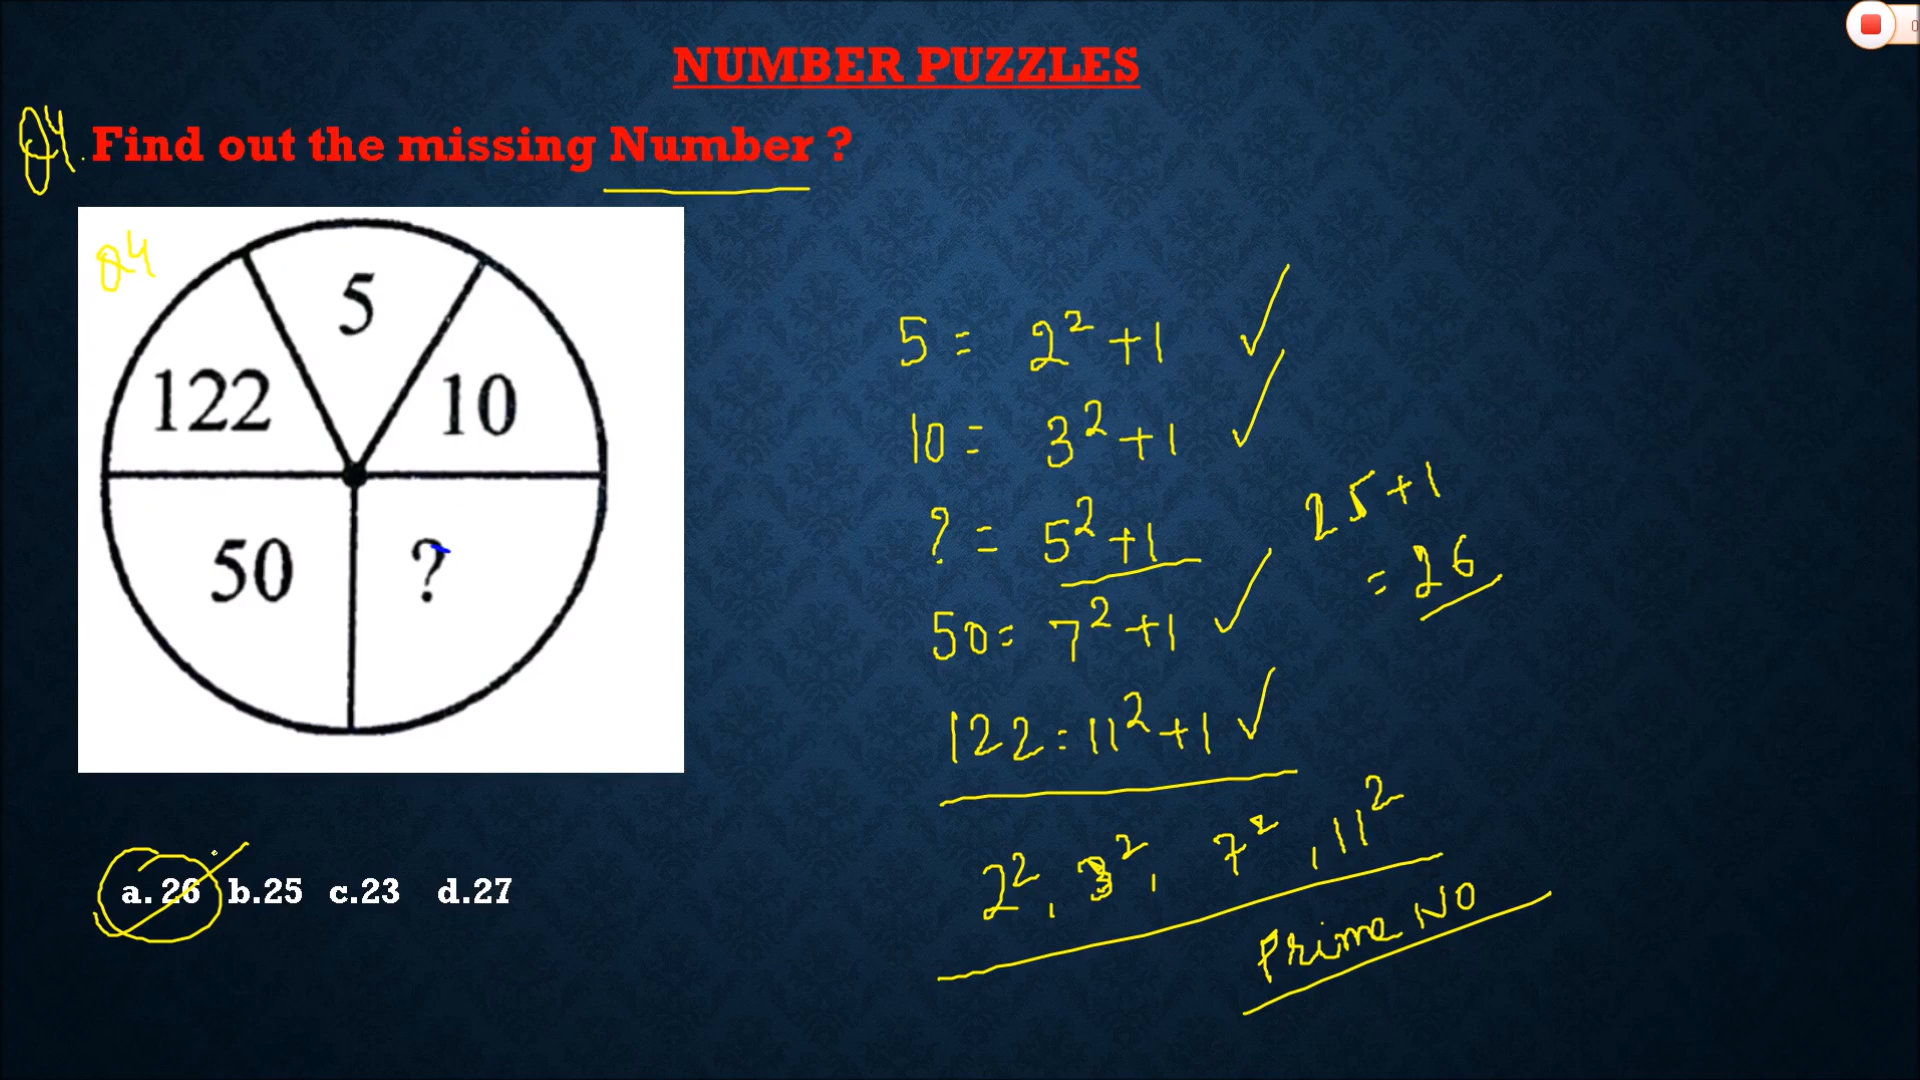 NUMBER PUZZLES
Q4. Find out the missing Number ?
Q4
5
122
10
50
?
5 = 2² + 1
10 = 3² + 1
? = 5² + 1
25 + 1
= 26
50 = 7² + 1
122 = 11² + 1
2², 3², 7², 11²
Prime NO
a. 26 b.25 c.23 d.27